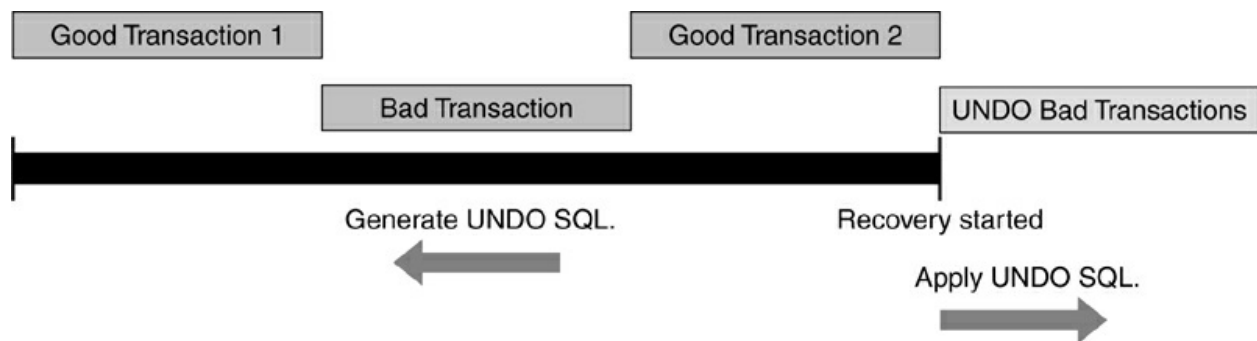 Good Transaction 1
Good Transaction 2
Bad Transaction
UNDO Bad Transactions
Generate UNDO SQL.
Recovery started
Apply UNDO SQL.